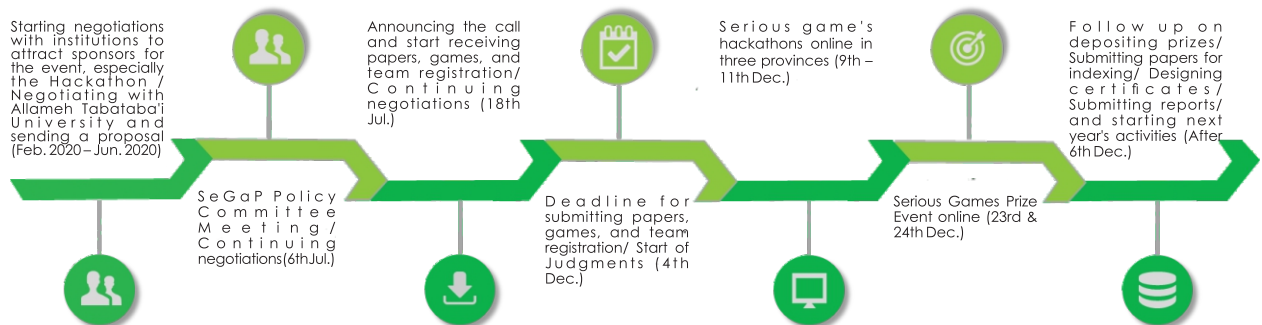 Starting negotiations
with institutions to
attract sponsors for
the event, especially
the Hackathon /
Negotiating with
Allameh Tabataba'i
University and
sending a proposal
(Feb. 2020 – Jun. 2020)
SeGaP Policy
Committee
Meeting /
Continuing
negotiations(6thJul.)
Announcing the call
and start receiving
papers, games, and
team registration/
Continuing
negotiations (18th
Jul.)
Deadline for
submitting papers,
games, and team
registration/ Start of
Judgments (4th
Dec.)
Serious game's
hackathons online in
three provinces (9th –
11th Dec.)
Serious Games Prize
Event online (23rd &
24th Dec.)
Follow up on
depositing prizes/
Submitting papers for
indexing/ Designing
certificates/
Submitting reports/
and starting next
year's activities (After
6th Dec.)